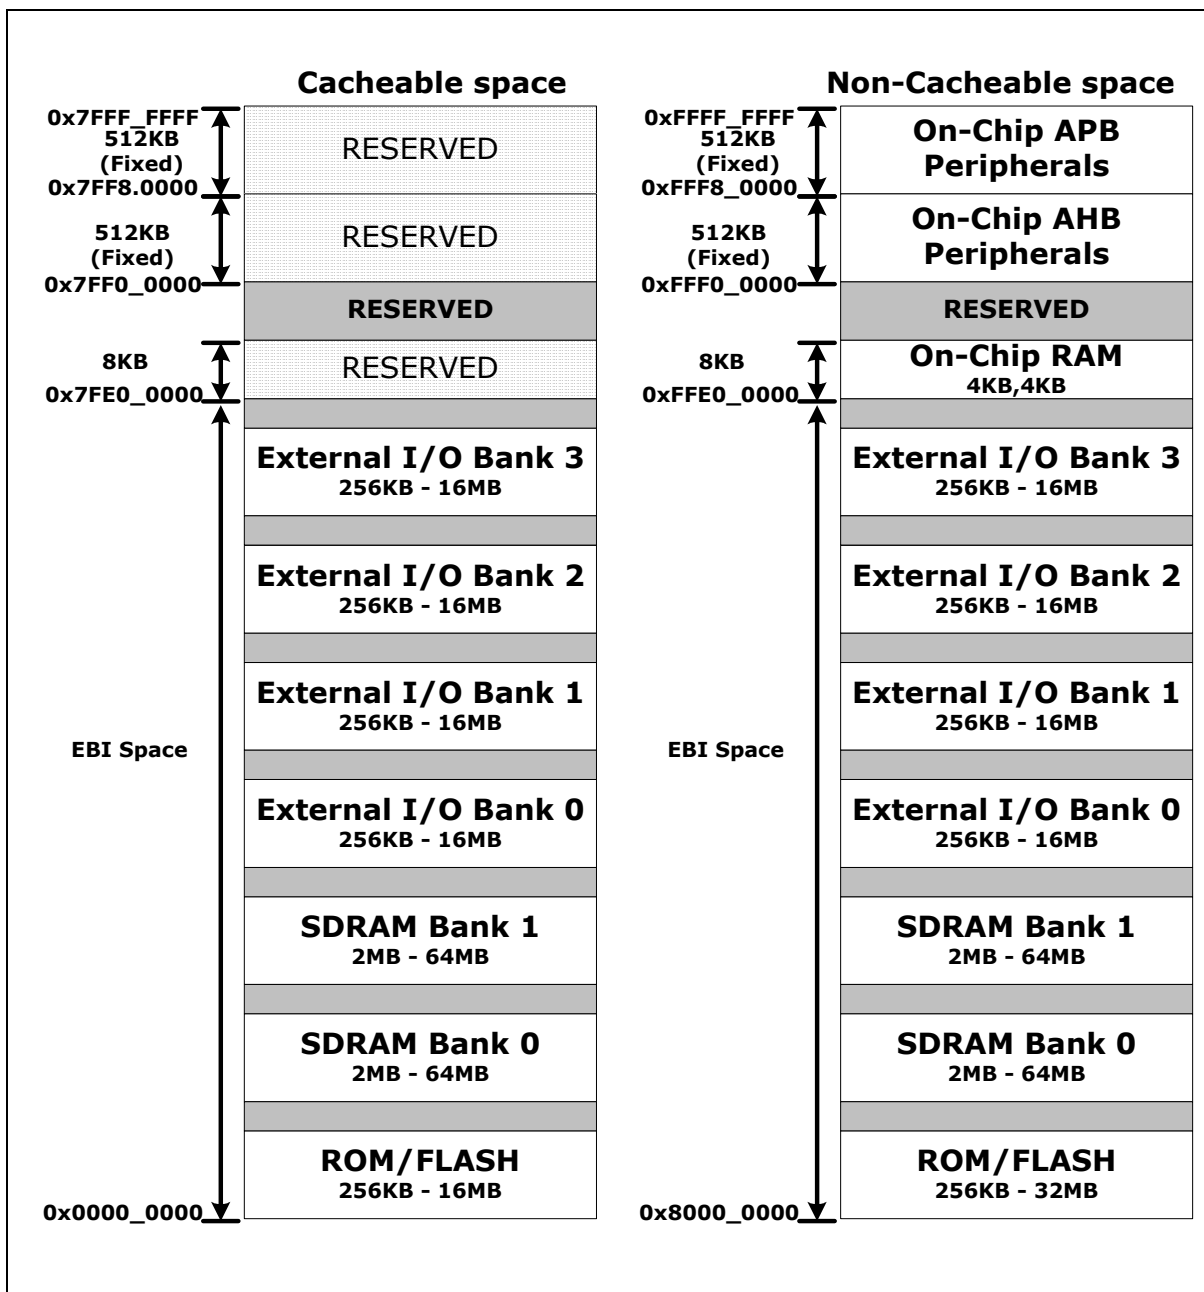 Cacheable space
0x7FFF_FFFF
512KB
(Fixed)
0x7FF8.0000
RESERVED
512KB
(Fixed)
0x7FF0_0000
RESERVED
RESERVED
8KB
0x7FE0_0000
RESERVED
External I/O Bank 3
256KB - 16MB
External I/O Bank 2
256KB - 16MB
External I/O Bank 1
256KB - 16MB
EBI Space
External I/O Bank 0
256KB - 16MB
SDRAM Bank 1
2MB - 64MB
SDRAM Bank 0
2MB - 64MB
ROM/FLASH
256KB - 16MB
0x0000_0000
Non-Cacheable space
0xFFFF_FFFF
512KB
(Fixed)
0xFFF8_0000
On-Chip APB
Peripherals
512KB
(Fixed)
0xFFF0_0000
On-Chip AHB
Peripherals
RESERVED
8KB
0xFFE0_0000
On-Chip RAM
4KB,4KB
External I/O Bank 3
256KB - 16MB
External I/O Bank 2
256KB - 16MB
External I/O Bank 1
256KB - 16MB
EBI Space
External I/O Bank 0
256KB - 16MB
SDRAM Bank 1
2MB - 64MB
SDRAM Bank 0
2MB - 64MB
ROM/FLASH
256KB - 32MB
0x8000_0000